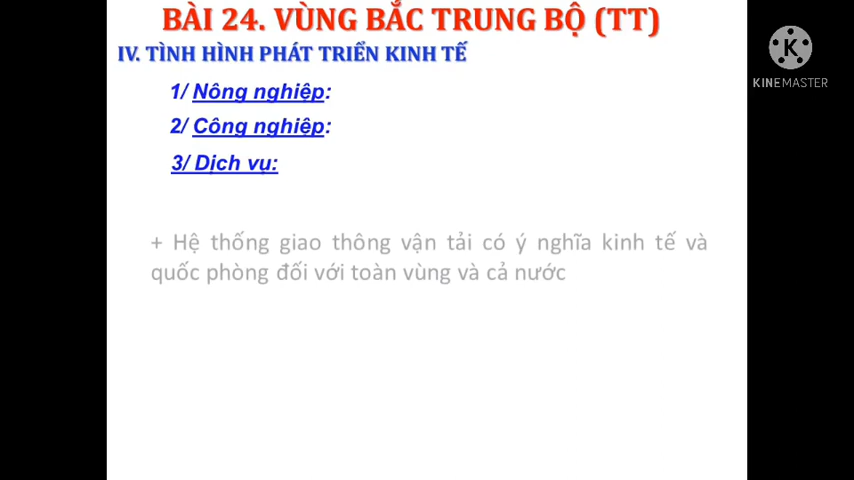 BÀI 24. VÙNG BẮC TRUNG BỘ (TT)
IV. TÌNH HÌNH PHÁT TRIỂN KINH TẾ
K
KINEMASTER
1/ Nông nghiệp:
2/ Công nghiệp:
3/ Dịch vụ:
+ Hệ thống giao thông vận tải có ý nghĩa kinh tế và
quốc phòng đối với toàn vùng và cả nước